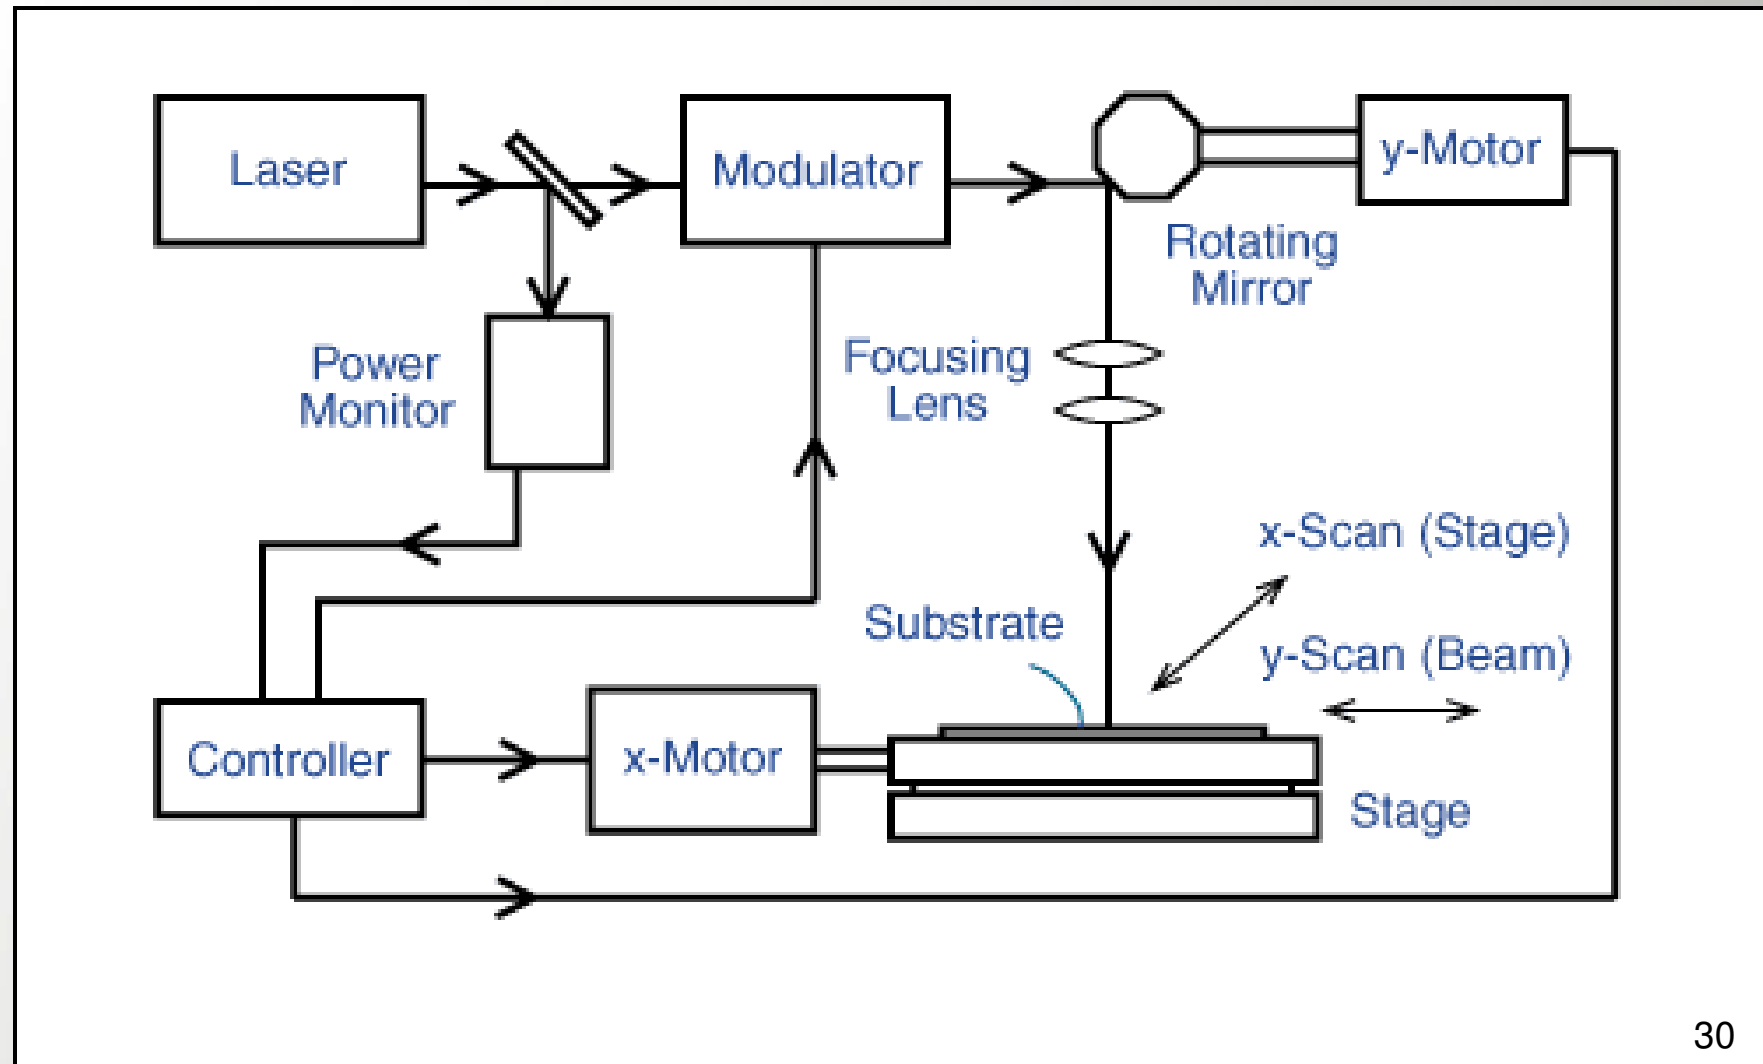 Laser
Modulator
y-Motor
Rotating
Mirror
Power
Monitor
Focusing
Lens
x-Scan (Stage)
Substrate
y-Scan (Beam)
Controller
x-Motor
Stage
30